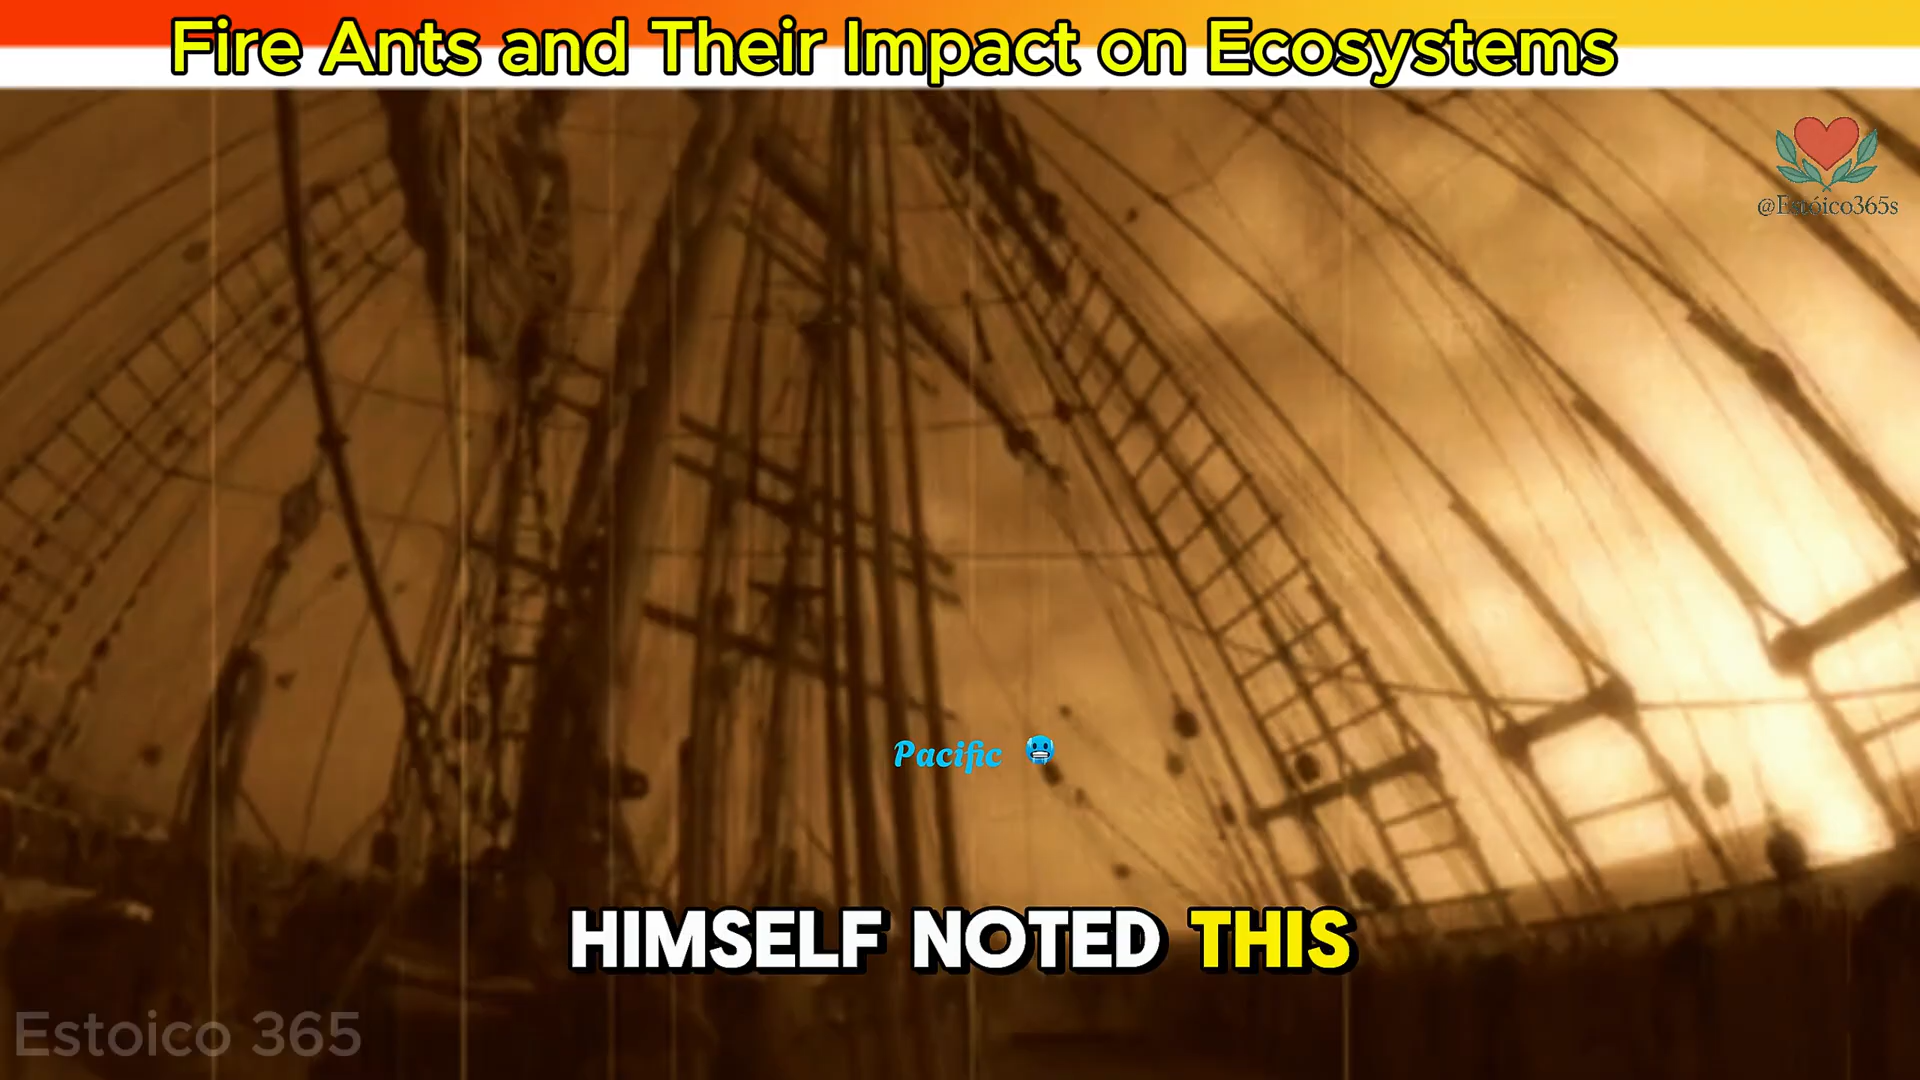 Fire Ants and Their Impact on Ecosystems
@Estóico365s
Pacific
HIMSELF NOTED THIS
Estoico 365